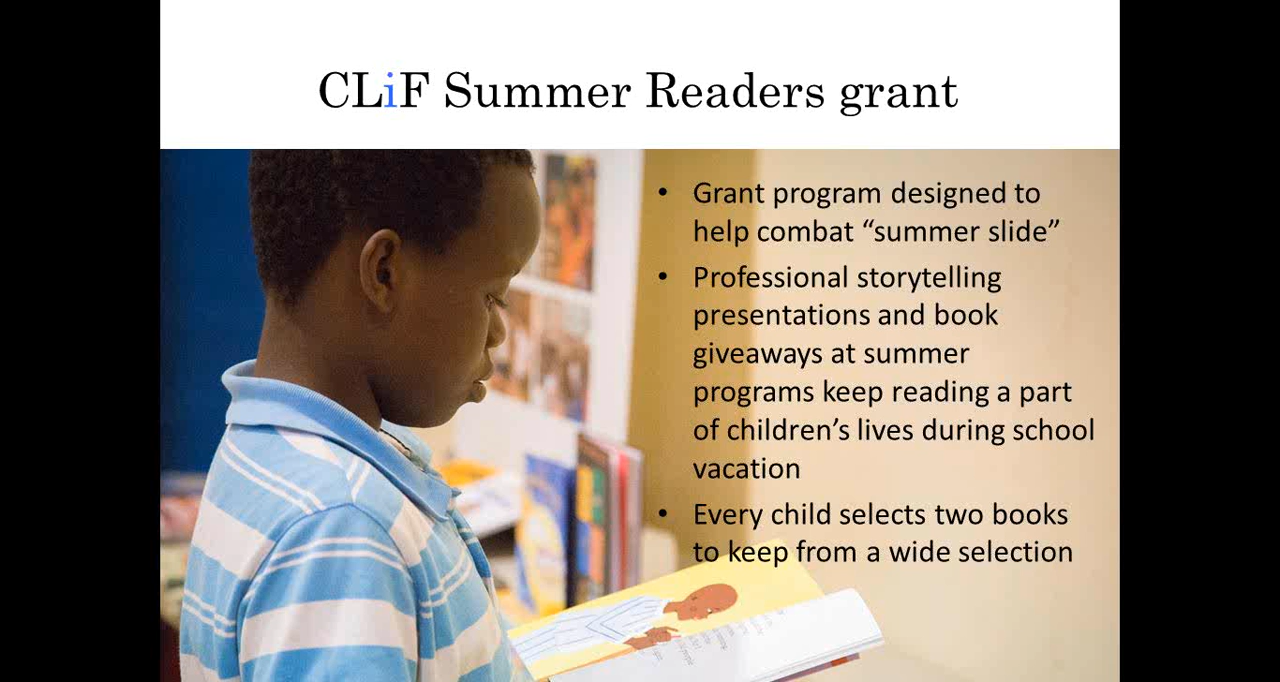 CLiF Summer Readers grant
• Grant program designed to
help combat “summer slide”
• Professional storytelling
presentations and book
giveaways at summer
programs keep reading a part
of children’s lives during school
vacation
• Every child selects two books
to keep from a wide selection